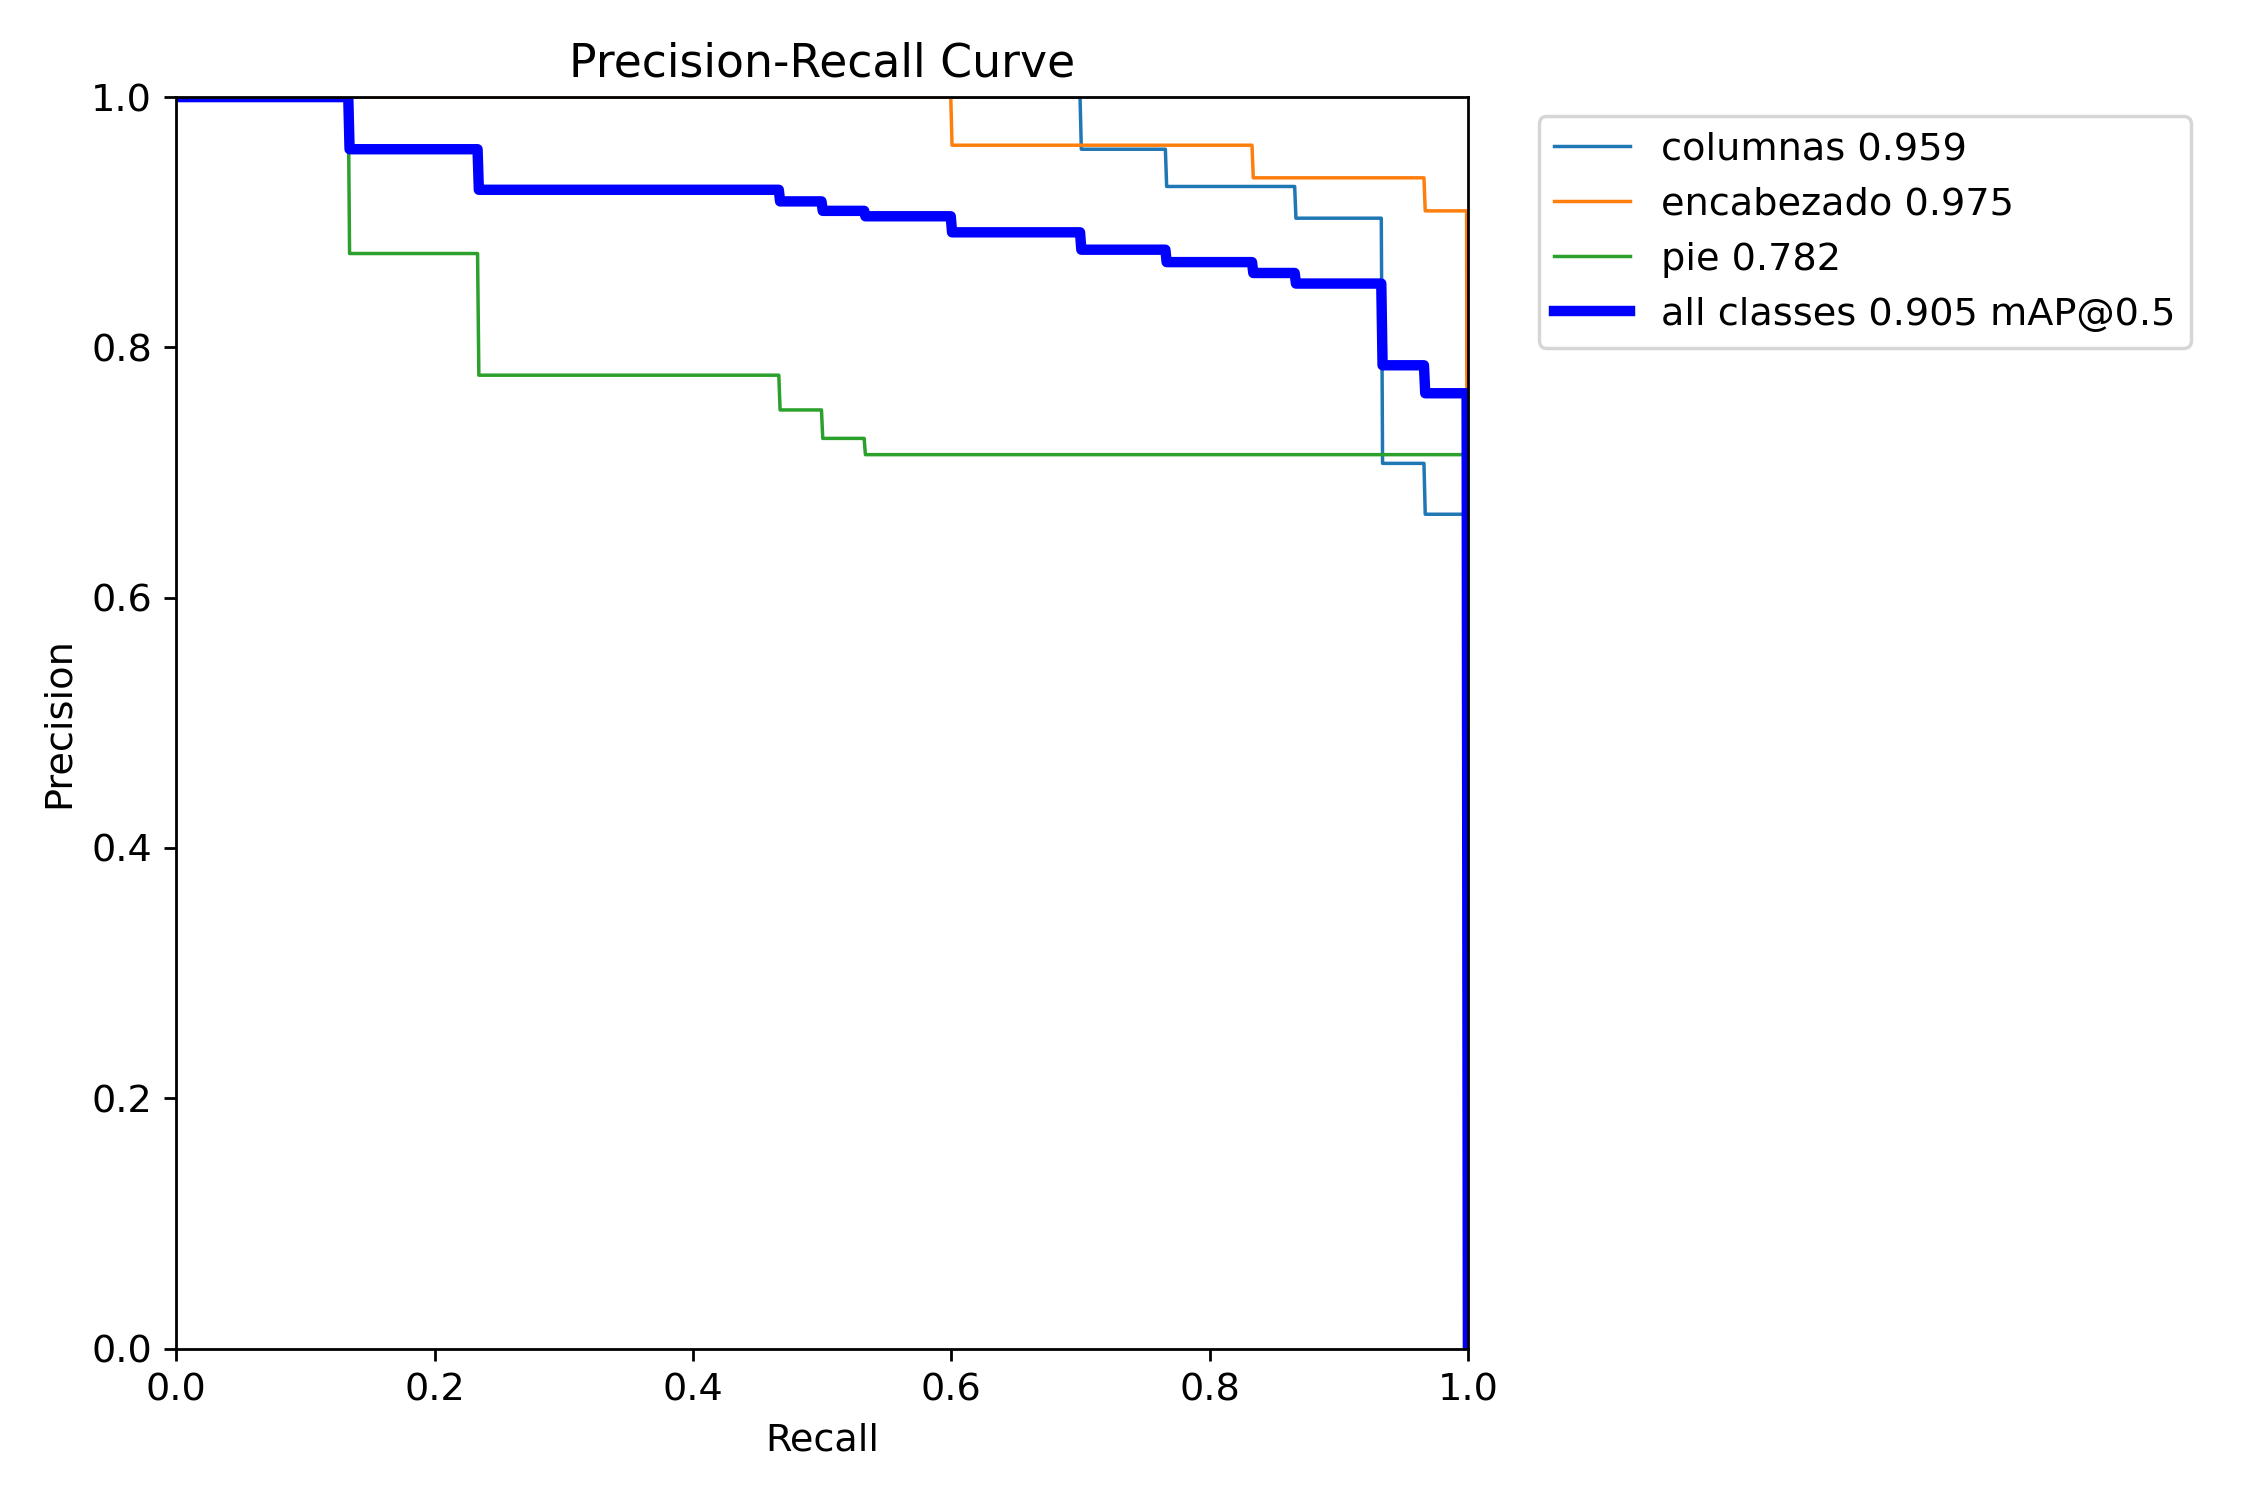 Precision-Recall Curve
1.0
0.8
0.6
0.4
0.2
0.0
Precision
0.0 0.2 0.4 0.6 0.8 1.0
Recall
columnas 0.959
encabezado 0.975
pie 0.782
all classes 0.905 mAP@0.5